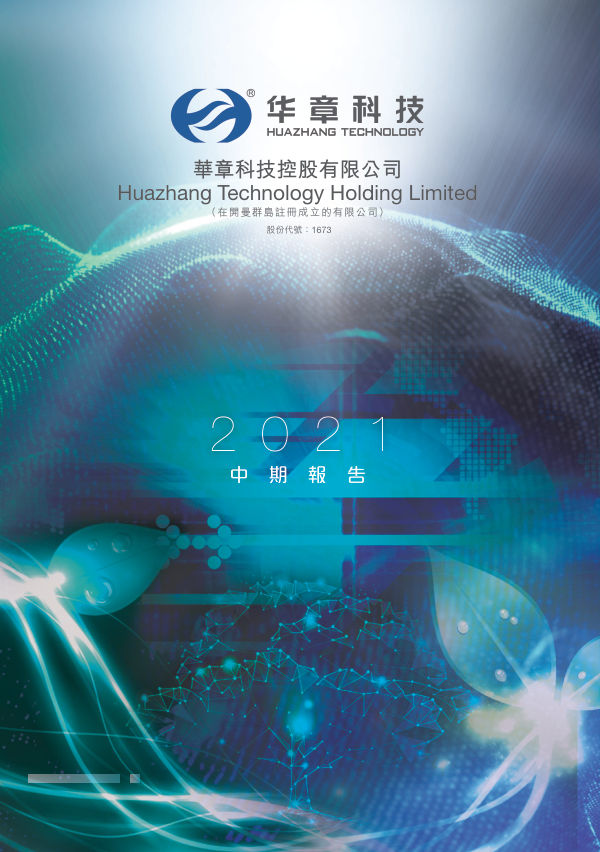 ®
华章科技
HUAZHANG TECHNOLOGY
華章科技控股有限公司
Huazhang Technology Holding Limited
（在開曼群島註冊成立的有限公司）
股份代號：1673
2021
中期報告